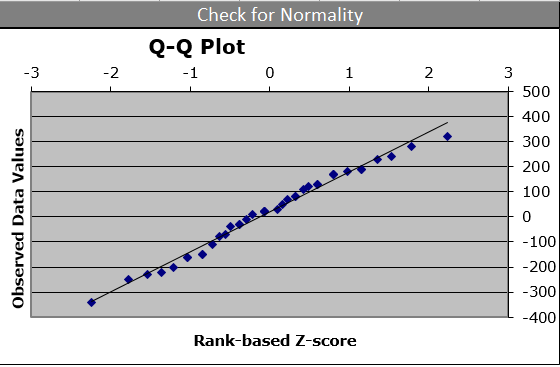 Check for Normality
Q-Q Plot
-3 -2 -1 0 1 2 3
500
400
300
200
100
0
-100
-200
-300
-400
Observed Data Values
Rank-based Z-score